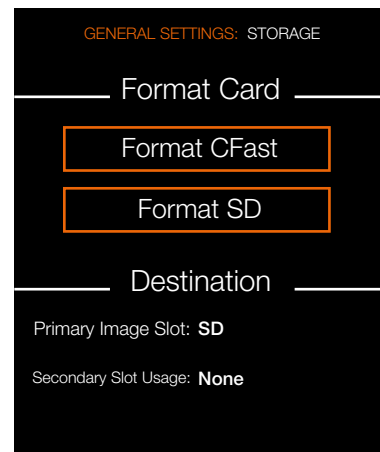 GENERAL SETTINGS: STORAGE
Format Card
Format CFast
Format SD
Destination
Primary Image Slot: SD
Secondary Slot Usage: None